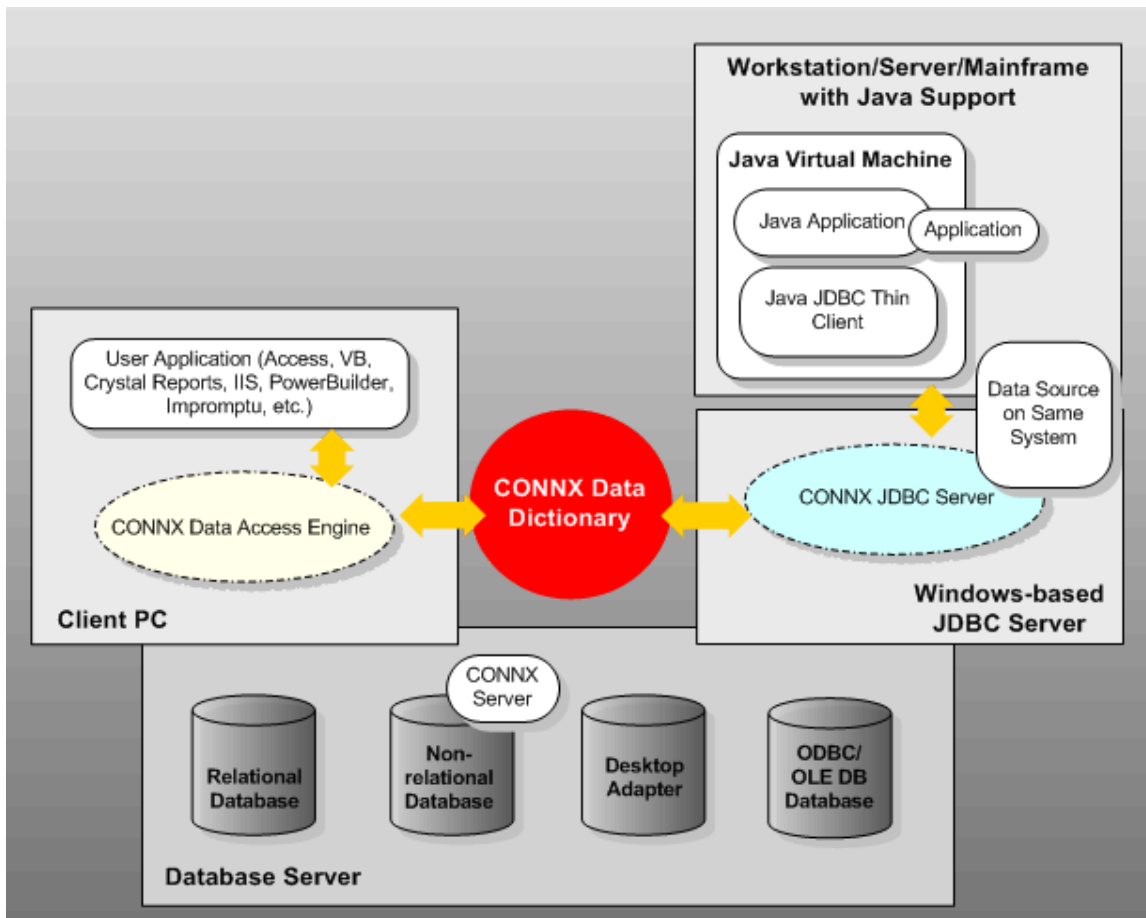 Workstation/Server/Mainframe
with Java Support
Java Virtual Machine
Java Application
Application
Java JDBC Thin
Client
Data Source
on Same
System
User Application (Access, VB,
Crystal Reports, IIS, PowerBuilder,
Impromptu, etc.)
CONNX Data Access Engine
Client PC
CONNX Data
Dictionary
CONNX JDBC Server
Windows-based
JDBC Server
CONNX
Server
Relational
Database
Non-
relational
Database
Desktop
Adapter
ODBC/
OLE DB
Database
Database Server